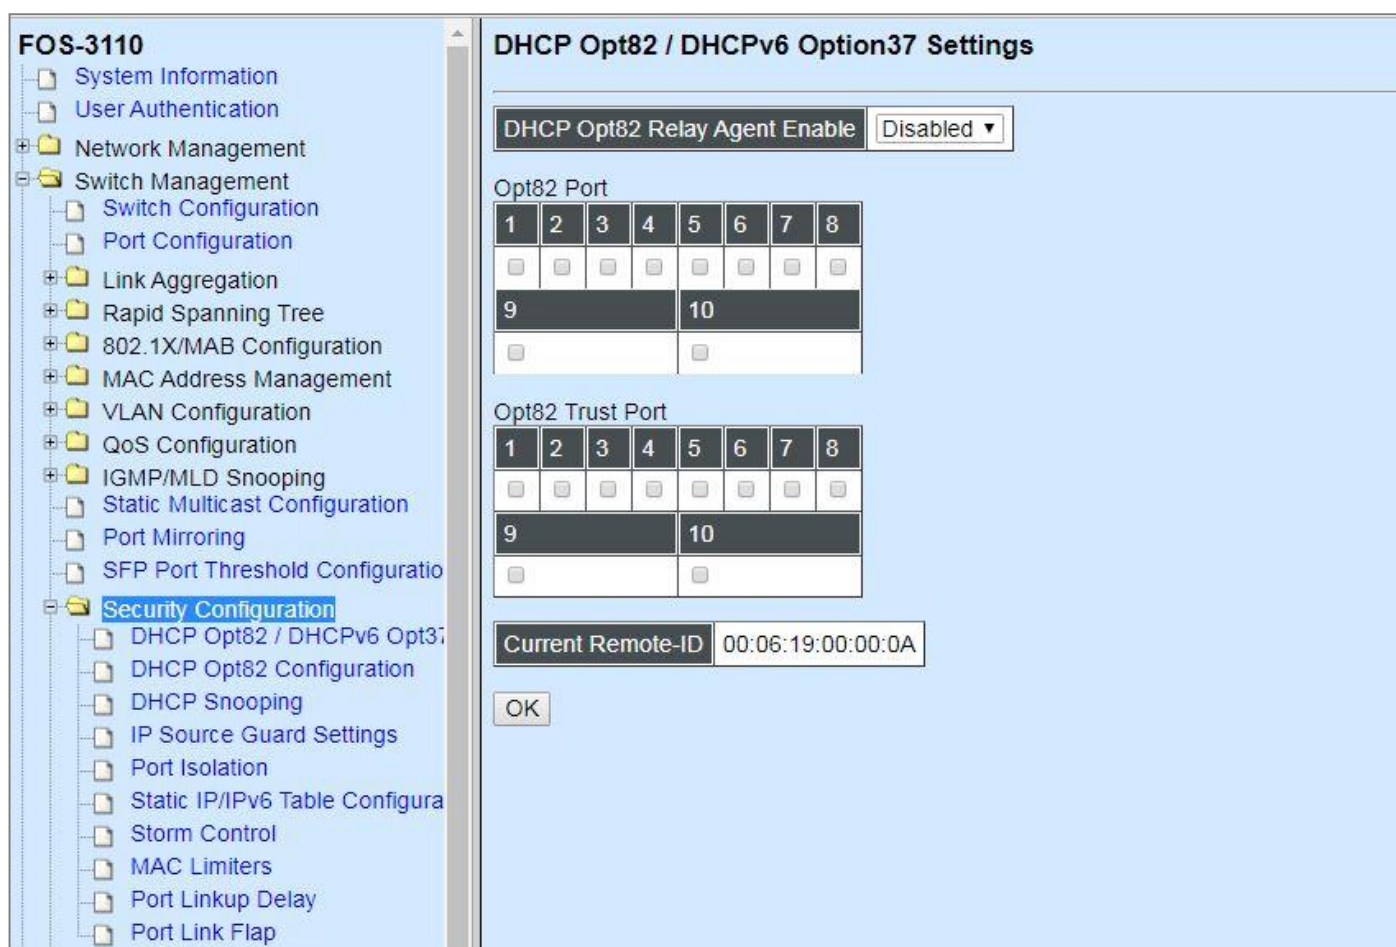 FOS-3110
System Information
User Authentication
Network Management
Switch Management
Switch Configuration
Port Configuration
Link Aggregation
Rapid Spanning Tree
802.1X/MAB Configuration
MAC Address Management
VLAN Configuration
QoS Configuration
IGMP/MLD Snooping
Static Multicast Configuration
Port Mirroring
SFP Port Threshold Configuratio
Security Configuration
DHCP Opt82 / DHCPv6 Opt37
DHCP Opt82 Configuration
DHCP Snooping
IP Source Guard Settings
Port Isolation
Static IP/IPv6 Table Configura
Storm Control
MAC Limiters
Port Linkup Delay
Port Link Flap
DHCP Opt82 / DHCPv6 Option37 Settings
DHCP Opt82 Relay Agent Enable Disabled
Opt82 Port
1 2 3 4 5 6 7 8
9 10
Opt82 Trust Port
1 2 3 4 5 6 7 8
9 10
Current Remote-ID 00:06:19:00:00:0A
OK